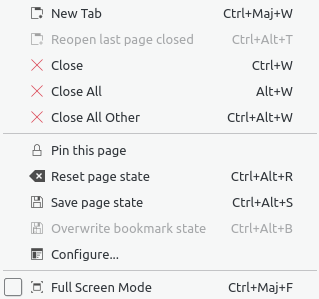 New Tab Ctrl+Maj+W
Reopen last page closed Ctrl+Alt+T
Close Ctrl+W
Close All Alt+W
Close All Other Ctrl+Alt+W
Pin this page
Reset page state Ctrl+Alt+R
Save page state Ctrl+Alt+S
Overwrite bookmark state Ctrl+Alt+B
Configure...
Full Screen Mode Ctrl+Maj+F